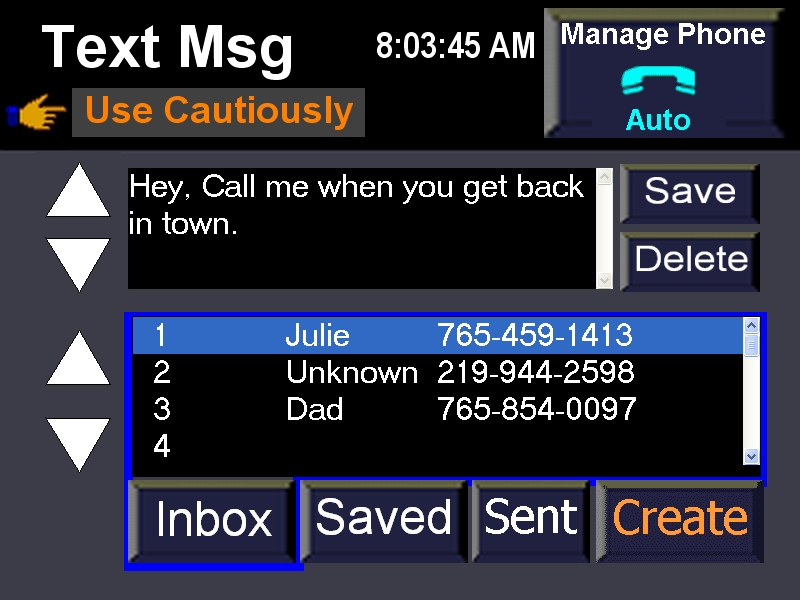 Text Msg
8:03:45 AM
Manage Phone
Auto
Use Cautiously
Hey, Call me when you get back
in town.
Save
Delete
1 Julie 765-459-1413
2 Unknown 219-944-2598
3 Dad 765-854-0097
4
Inbox Saved Sent Create